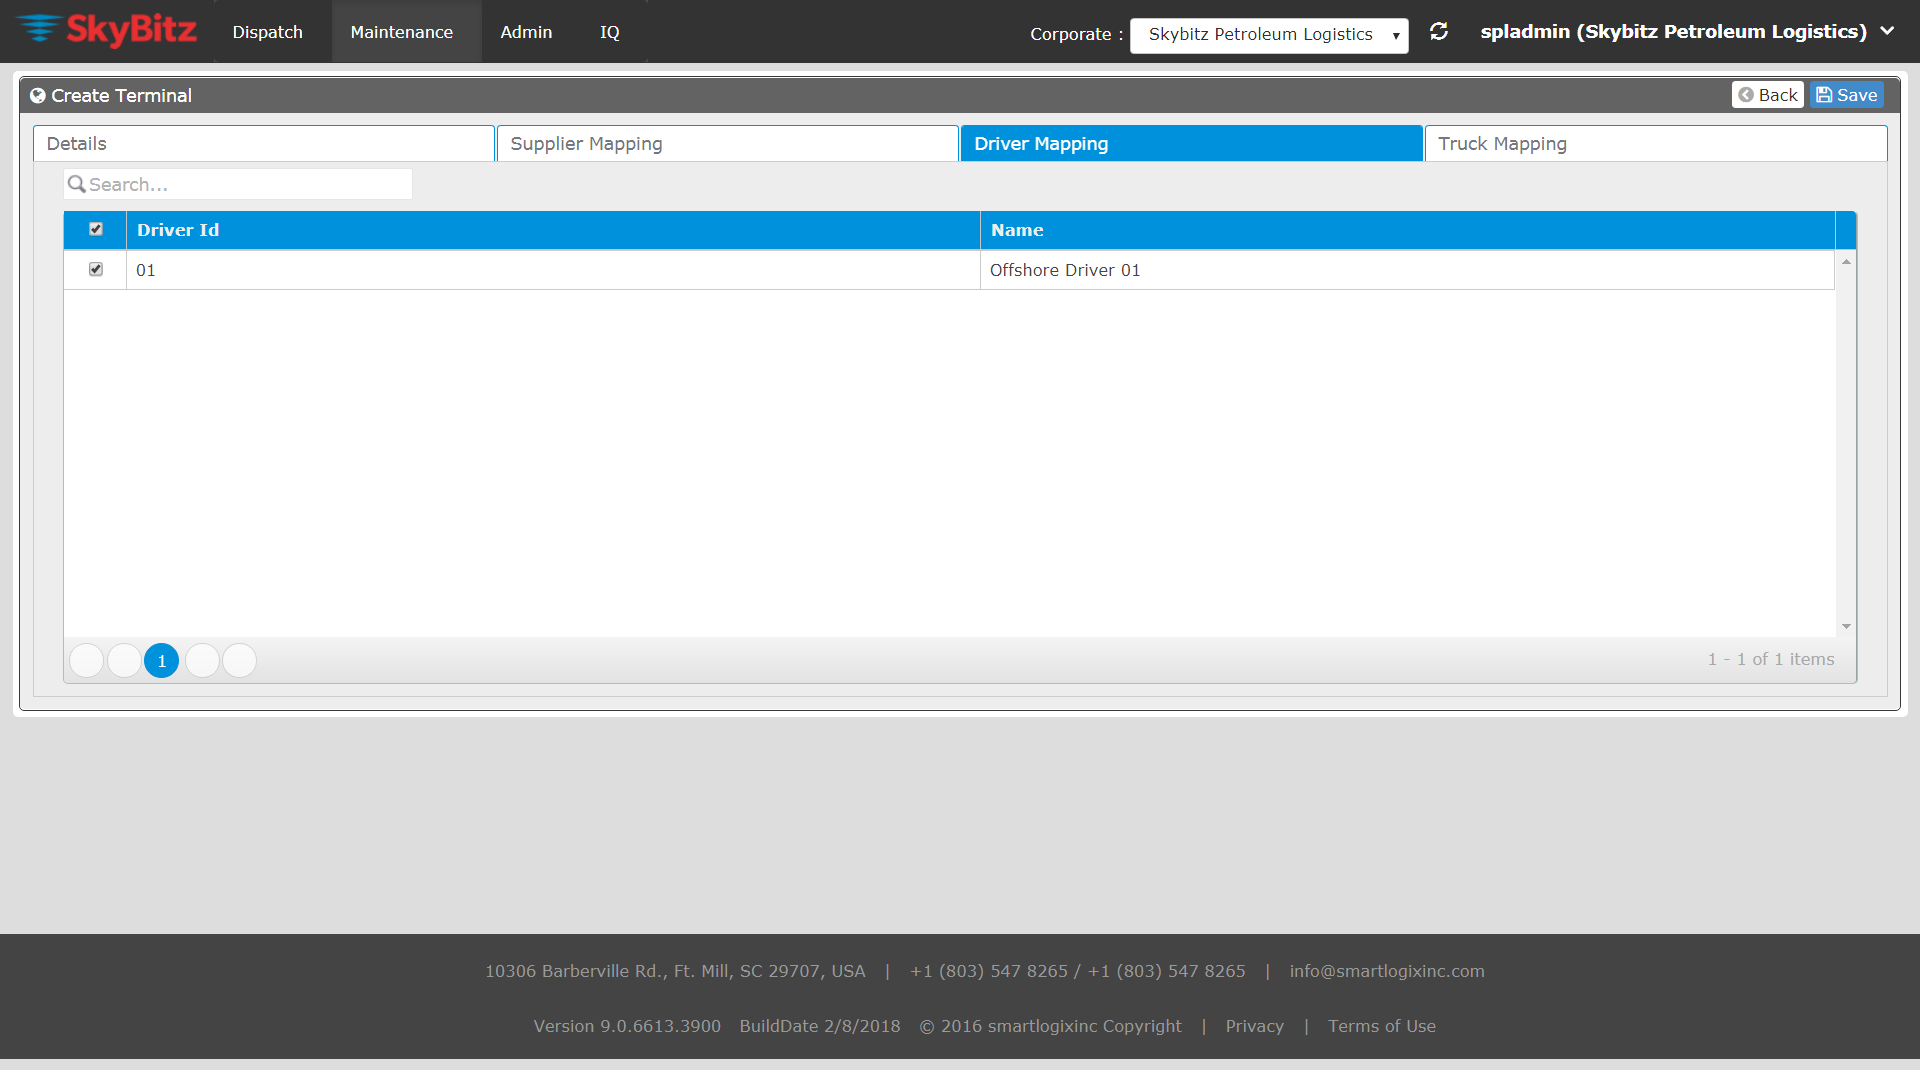 SkyBitz Dispatch Maintenance Admin IQ Corporate : Skybitz Petroleum Logistics spladmin (Skybitz Petroleum Logistics)
Create Terminal Back Save
Details Supplier Mapping Driver Mapping Truck Mapping
Search...
Driver Id Name
01 Offshore Driver 01
1 1 - 1 of 1 items
10306 Barberville Rd., Ft. Mill, SC 29707, USA | +1 (803) 547 8265 / +1 (803) 547 8265 | info@smartlogixinc.com
Version 9.0.6613.3900 BuildDate 2/8/2018 © 2016 smartlogixinc Copyright | Privacy | Terms of Use